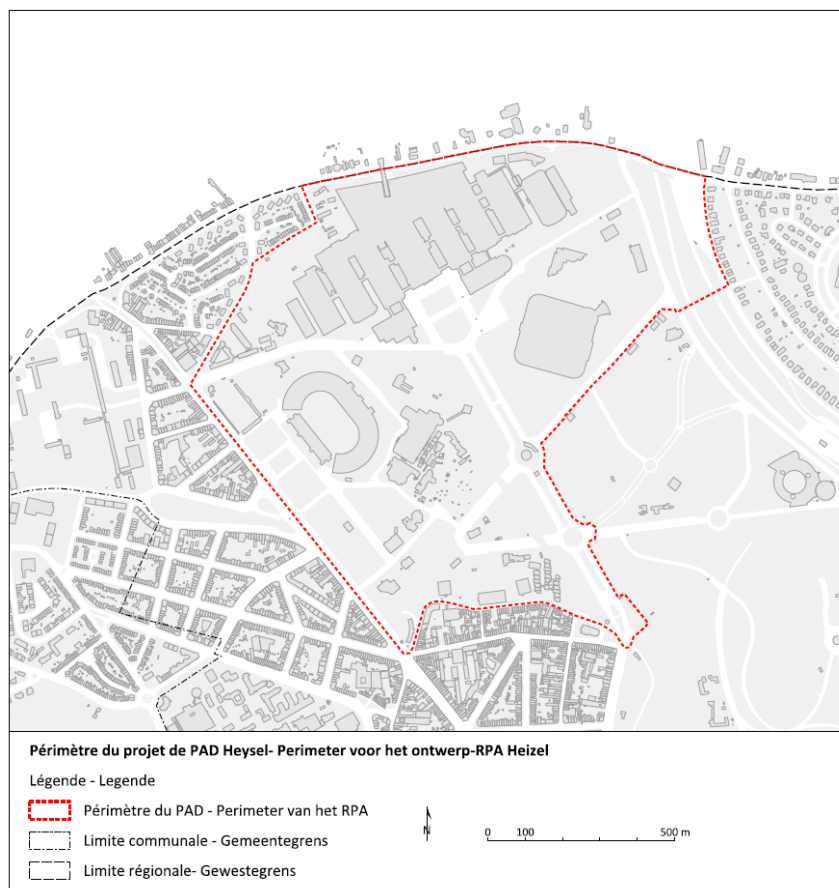 Périmètre du projet de PAD Heysel- Perimeter voor het ontwerp-RPA Heizel
Légende - Legende
Périmètre du PAD - Perimeter van het RPA
Limite communale - Gemeentegrens
Limite régionale- Gewestegrens
N
0 100 500 m